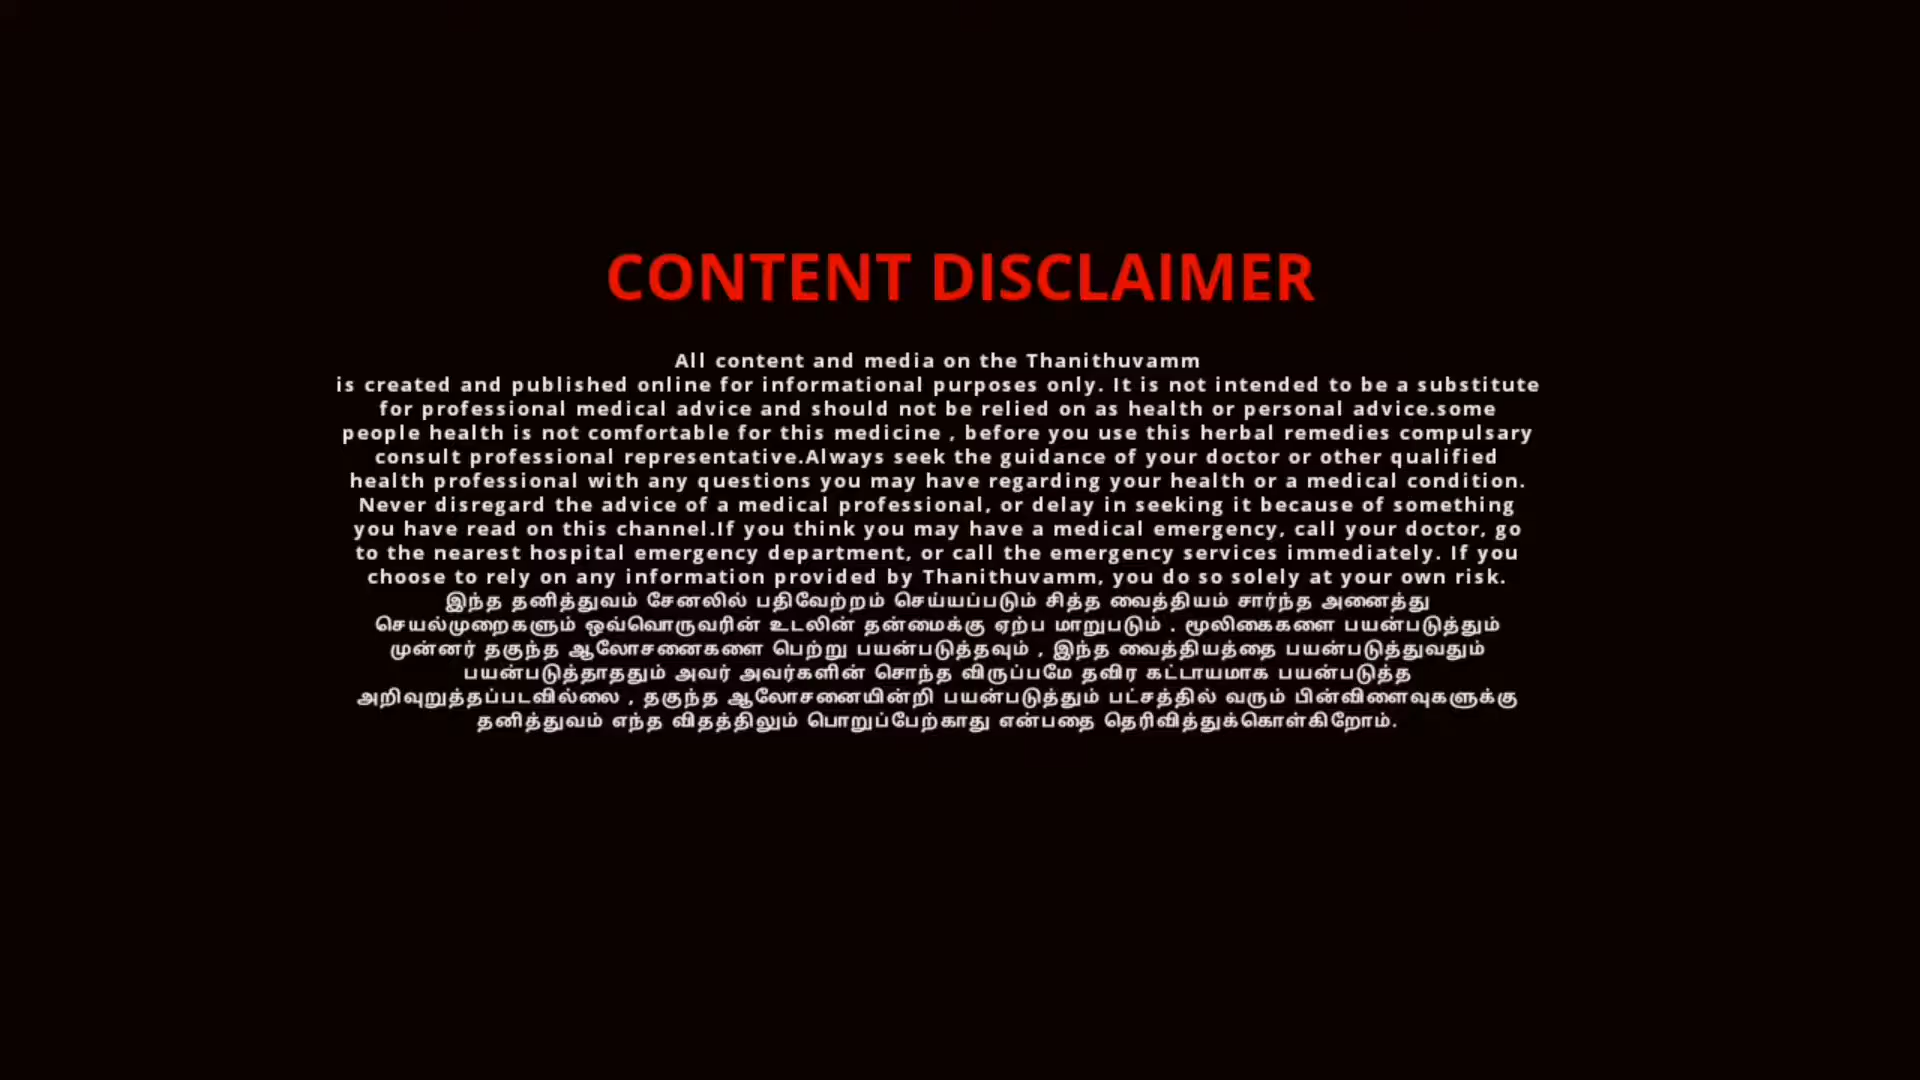 CONTENT DISCLAIMER
All content and media on the Thanithuvamm
is created and published online for informational purposes only. It is not intended to be a substitute
for professional medical advice and should not be relied on as health or personal advice.some
people health is not comfortable for this medicine , before you use this herbal remedies compulsary
consult professional representative.Always seek the guidance of your doctor or other qualified
health professional with any questions you may have regarding your health or a medical condition.
Never disregard the advice of a medical professional, or delay in seeking it because of something
you have read on this channel.If you think you may have a medical emergency, call your doctor, go
to the nearest hospital emergency department, or call the emergency services immediately. If you
choose to rely on any information provided by Thanithuvamm, you do so solely at your own risk.
இந்த தனித்துவம் சேனலில் பதிவேற்றம் செய்யப்படும் சித்த வைத்தியம் சார்ந்த அனைத்து
செயல்முறைகளும் ஒவ்வொருவரின் உடலின் தன்மைக்கு ஏற்ப மாறுபடும் . மூலிகைகளை பயன்படுத்தும்
முன்னர் தகுந்த ஆலோசனைகளை பெற்று பயன்படுத்தவும் , இந்த வைத்தியத்தை பயன்படுத்துவதும்
பயன்படுத்தாததும் அவர் அவர்களின் சொந்த விருப்பமே தவிர கட்டாயமாக பயன்படுத்த
அறிவுறுத்தப்படவில்லை , தகுந்த ஆலோசனையின்றி பயன்படுத்தும் பட்சத்தில் வரும் பின்விளைவுகளுக்கு
தனித்துவம் எந்த விதத்திலும் பொறுப்பேற்காது என்பதை தெரிவித்துக்கொள்கிறோம்.